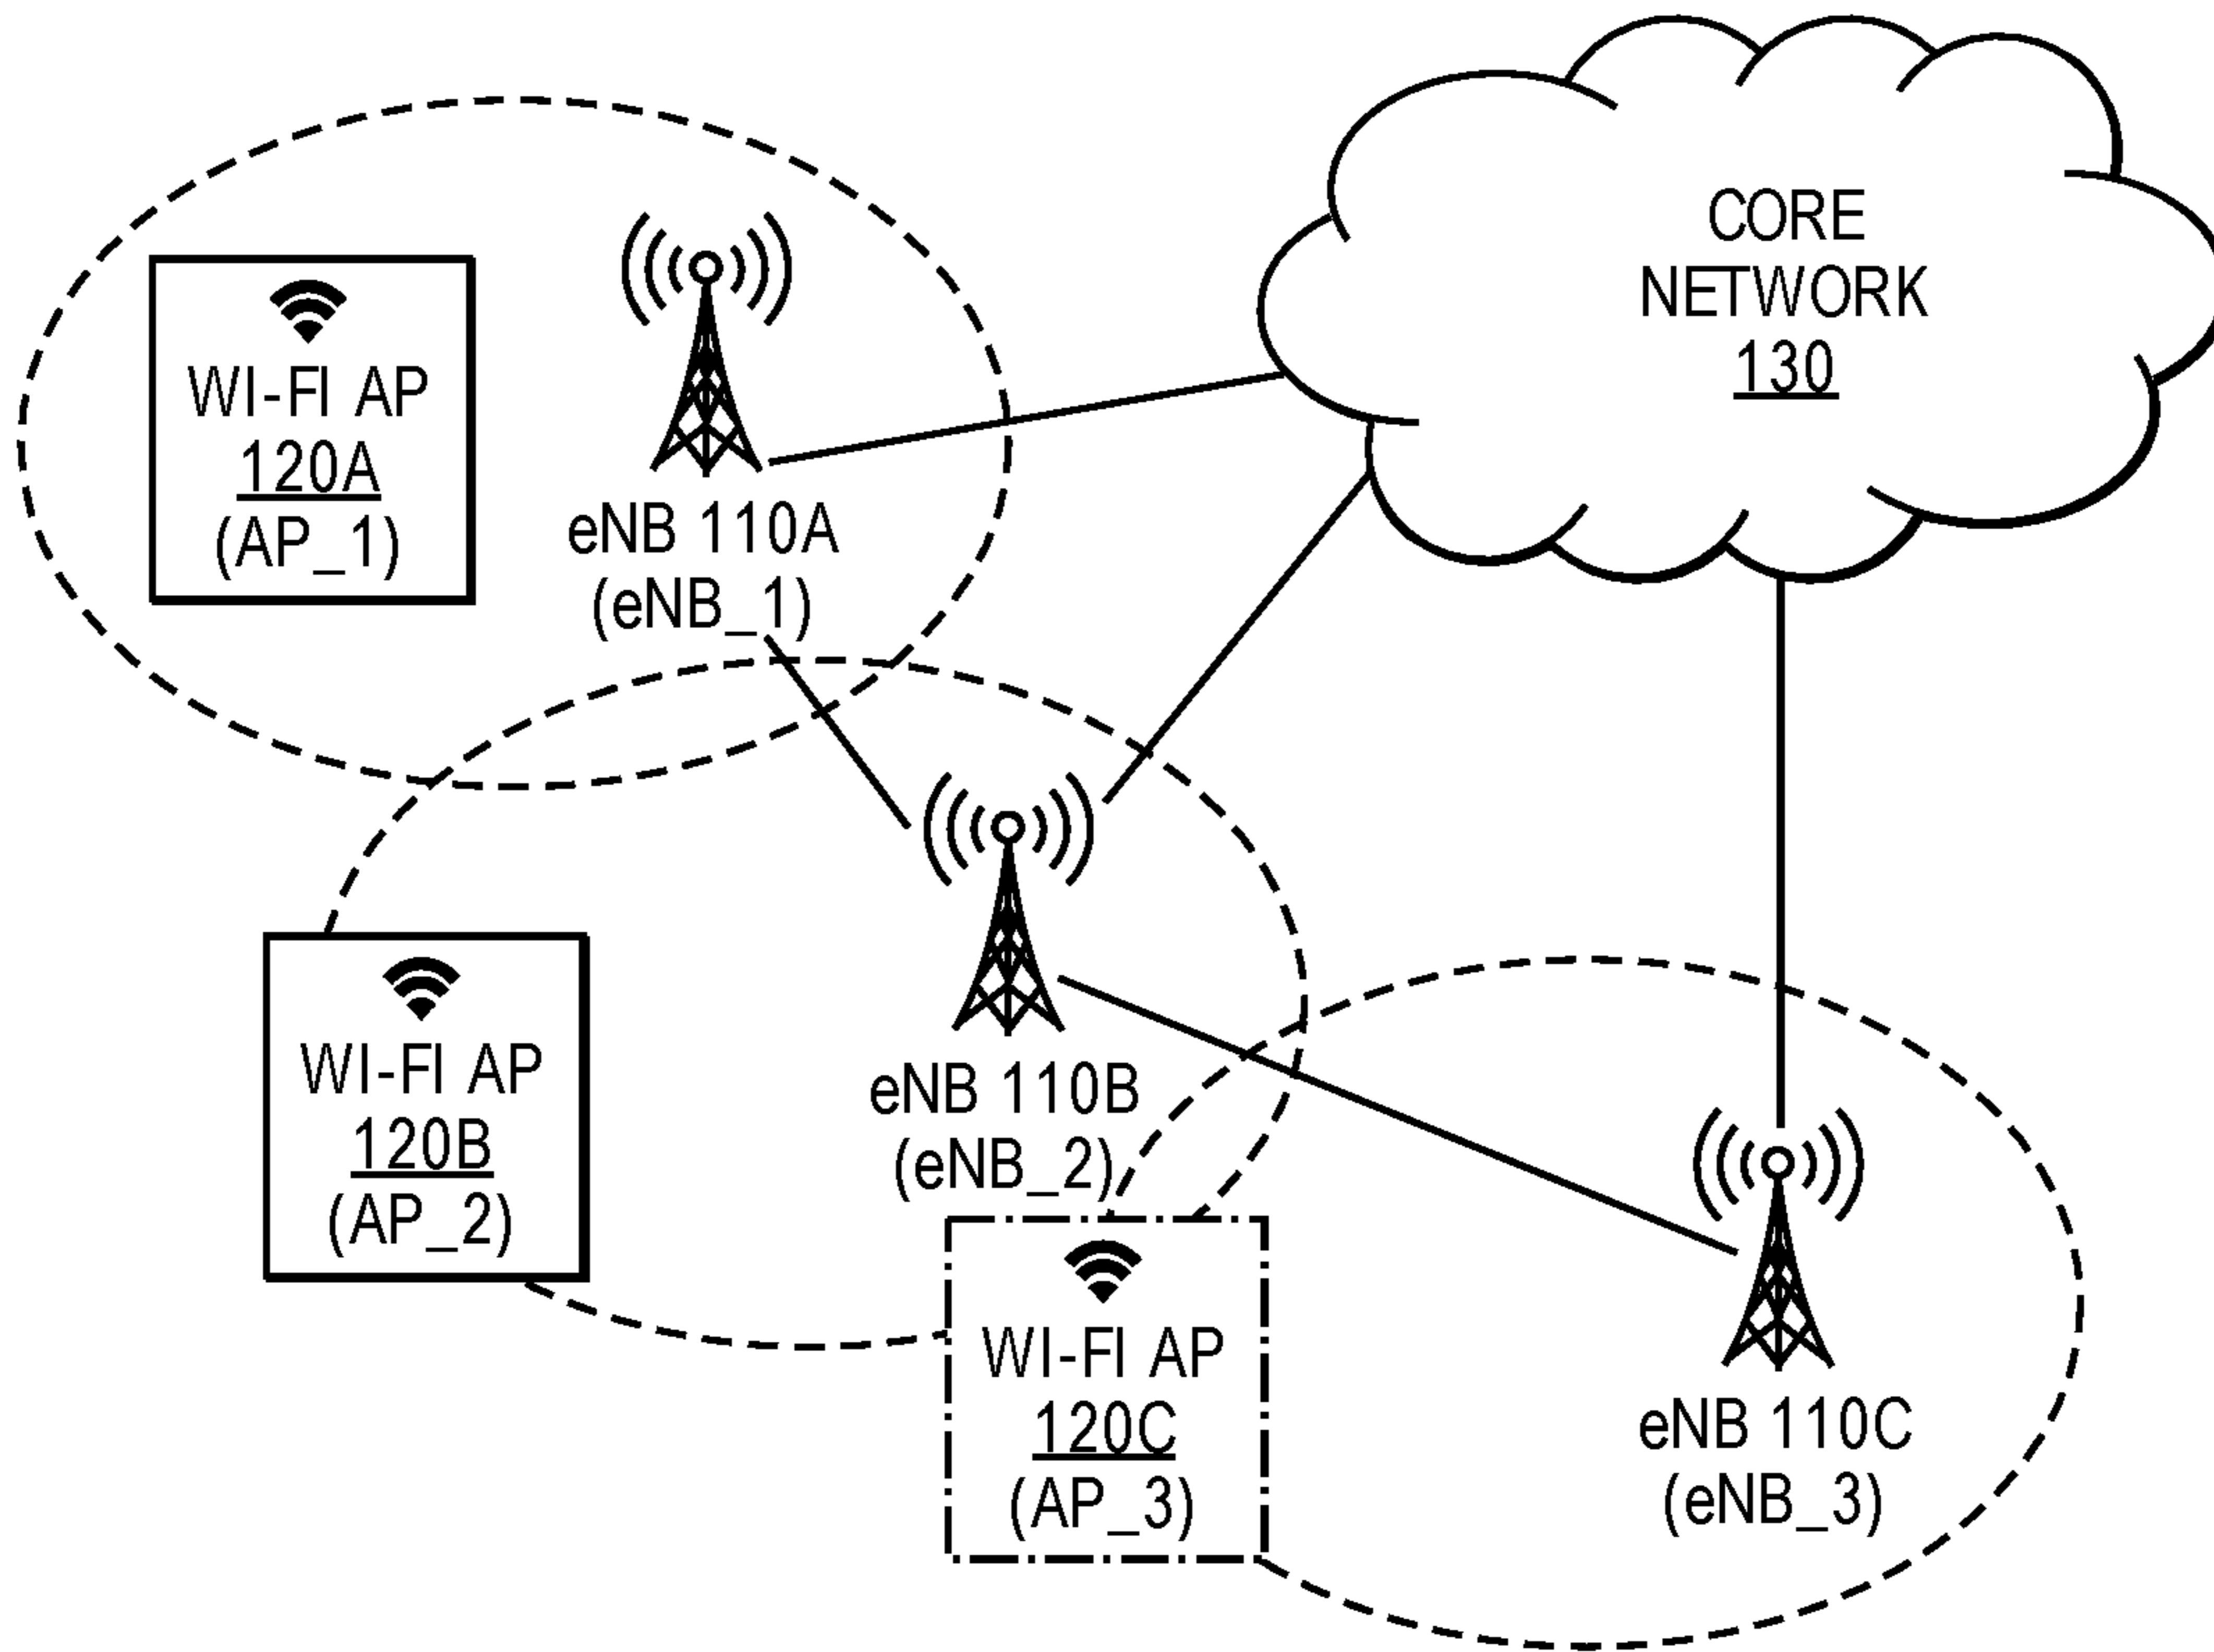 CORE
NETWORK
130
WI-FI AP
120A
(AP_1)
eNB 110A
(eNB_1)
WI-FI AP
120B
(AP_2)
eNB 110B
(eNB_2)
WI-FI AP
120C
(AP_3)
eNB 110C
(eNB_3)